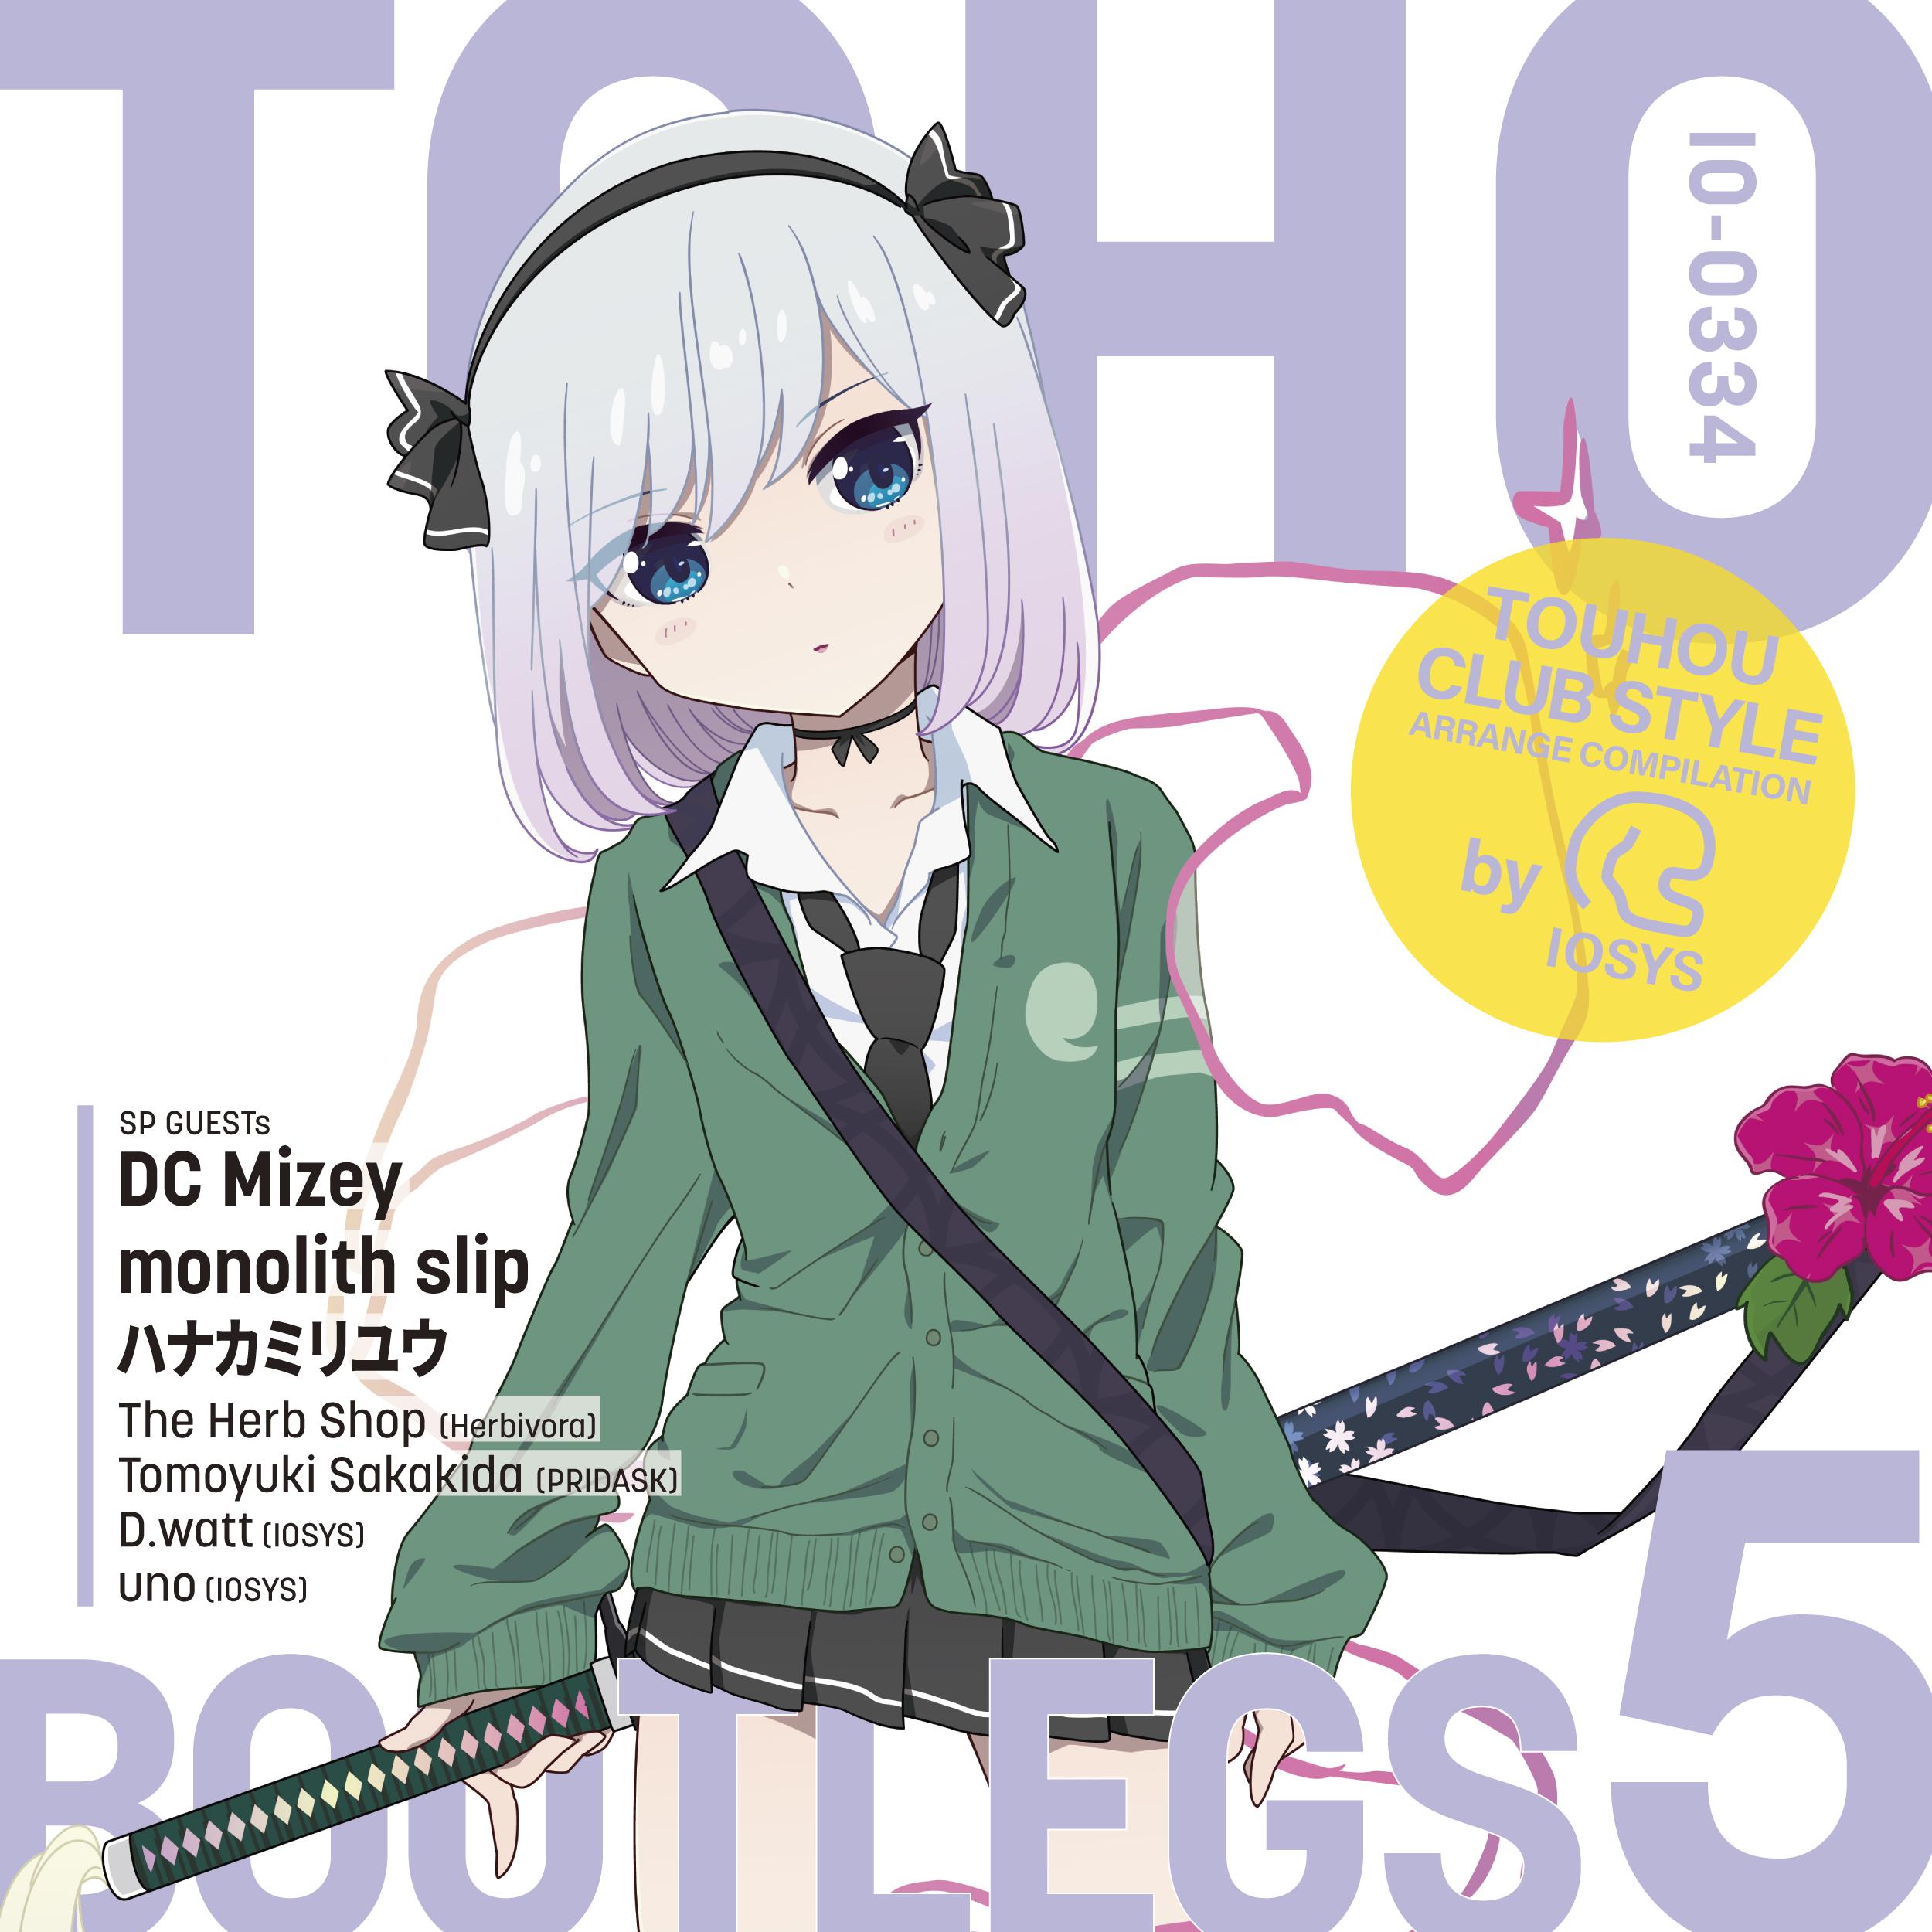 TOHO
IO-0334
TOUHOU
CLUB STYLE
ARRANGE COMPILATION
by
IOSYS
SP GUESTs
DC Mizey
monolith slip
ハナカミリュウ
The Herb Shop (Herbivora)
Tomoyuki Sakakida (PRIDASK)
D.watt (IOSYS)
uno (IOSYS)
BOOTLEGS 5